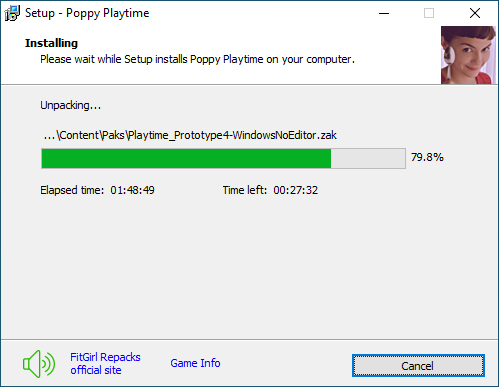 Setup - Poppy Playtime
Installing
Please wait while Setup installs Poppy Playtime on your computer.
Unpacking...
...\Content\Paks\Playtime_Prototype4-WindowsNoEditor.zak
79.8%
Elapsed time: 01:48:49 Time left: 00:27:32
FitGirl Repacks
official site
Game Info
Cancel